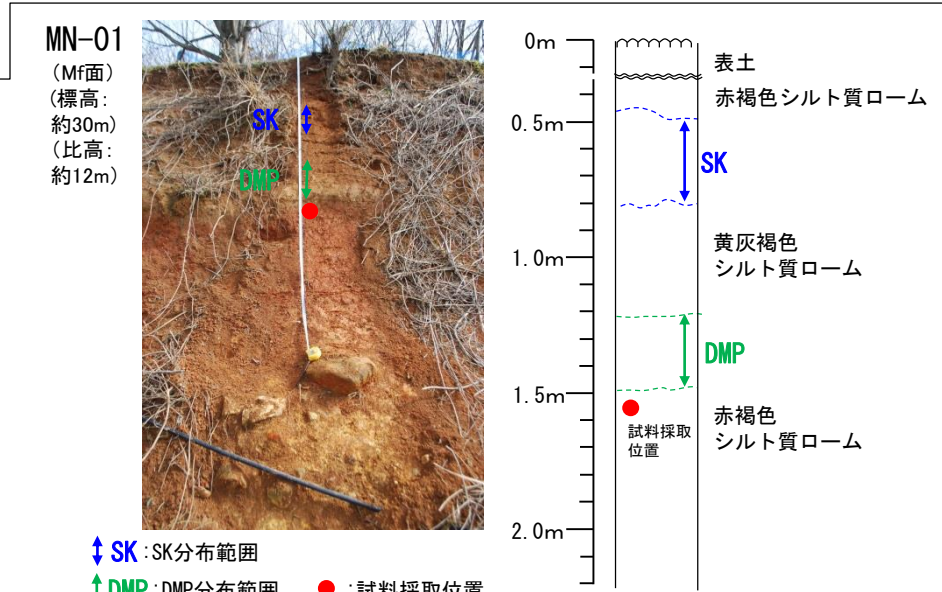 MN-01
(Mf面)
(標高:
約30m)
(比高:
約12m)
SK
DMP
SK:SK分布範囲
DMP:DMP分布範囲
:試料採取位置
0m
0.5m
1.0m
1.5m
2.0m
表土
赤褐色シルト質ローム
SK
黄灰褐色
シルト質ローム
DMP
試料採取
位置
赤褐色
シルト質ローム